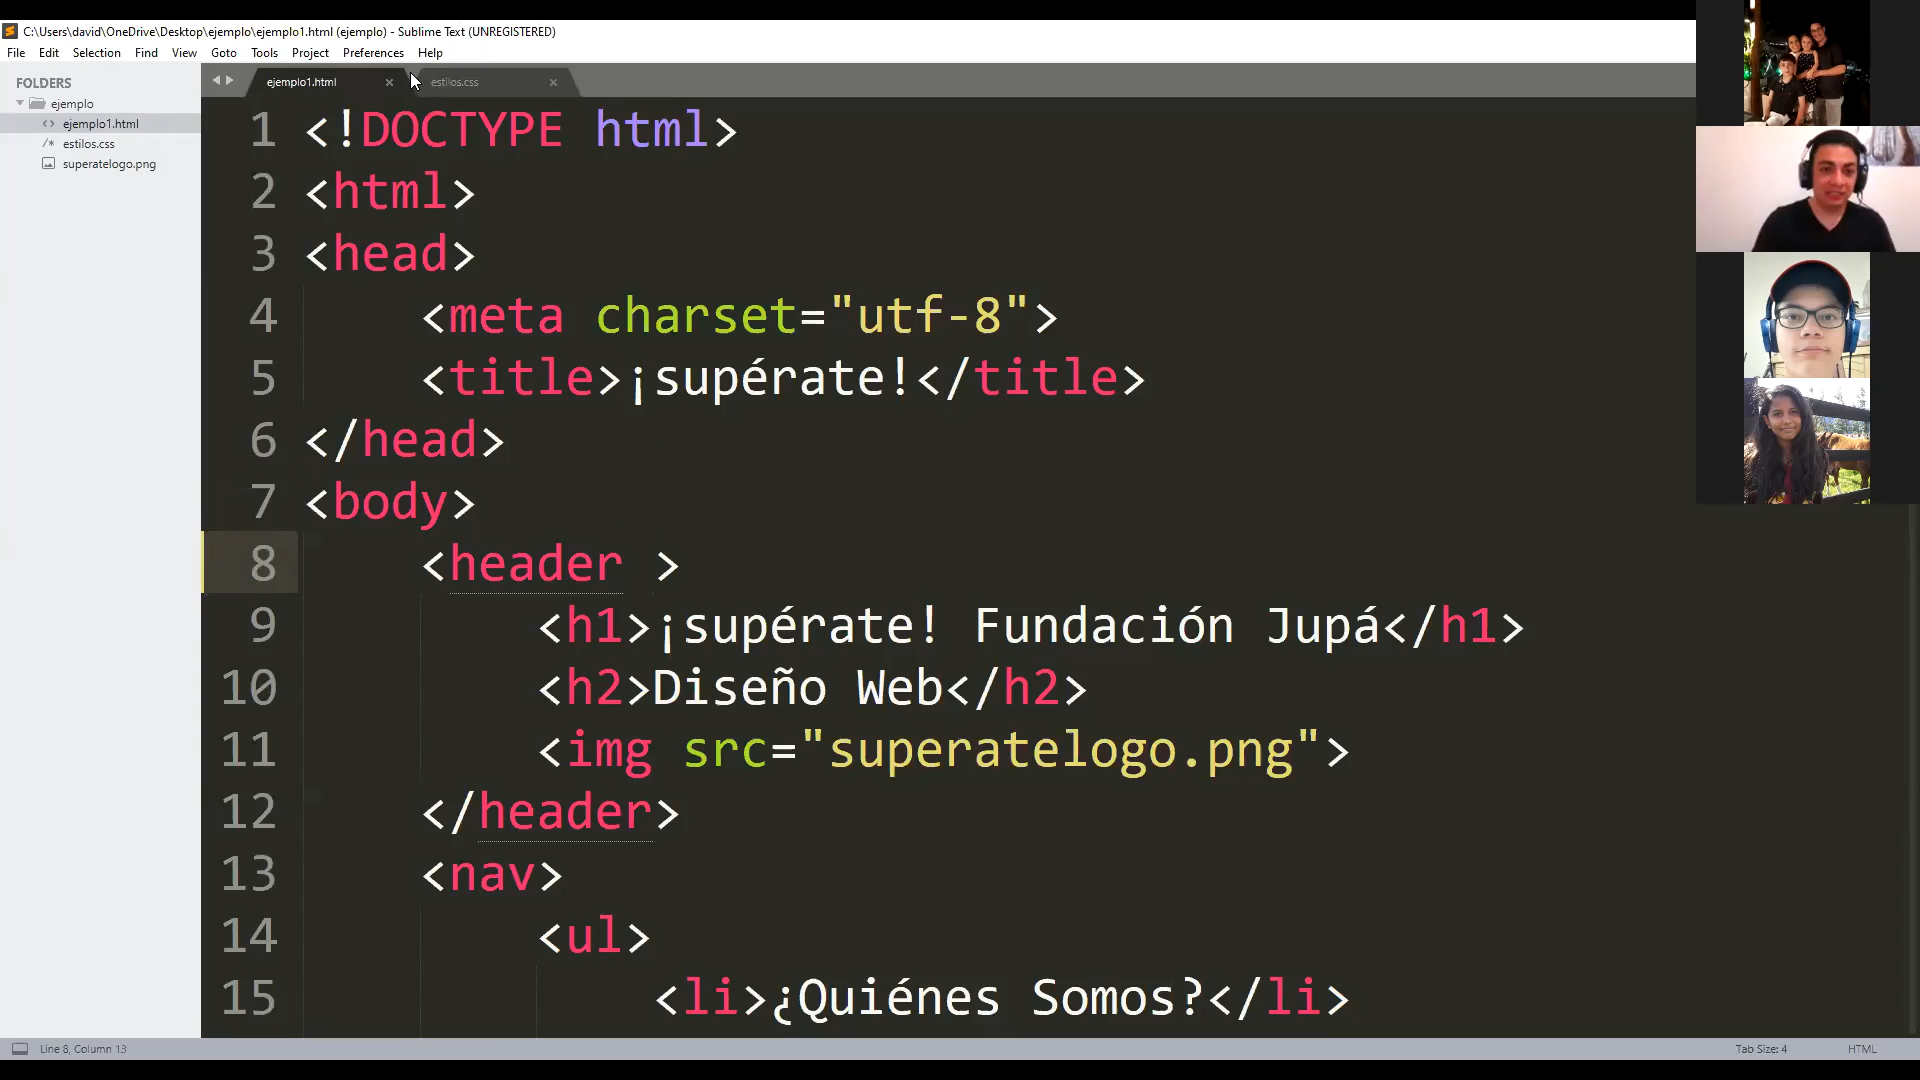 C:\Users\david\OneDrive\Desktop\ejemplo\ejemplo1.html (ejemplo) - Sublime Text (UNREGISTERED)
File Edit Selection Find View Goto Tools Project Preferences Help
FOLDERS
ejemplo
ejemplo1.html
estilos.css
superatelogo.png
ejemplo1.html × estilos.css ×
1 <!DOCTYPE html>
2 <html>
3 <head>
4 <meta charset="utf-8">
5 <title>¡supérate!</title>
6 </head>
7 <body>
8 <header >
9 <h1>¡supérate! Fundación Jupá</h1>
10 <h2>Diseño Web</h2>
11 <img src="superatelogo.png">
12 </header>
13 <nav>
14 <ul>
15 <li>¿Quiénes Somos?</li>
Line 8, Column 13 Tab Size: 4 HTML